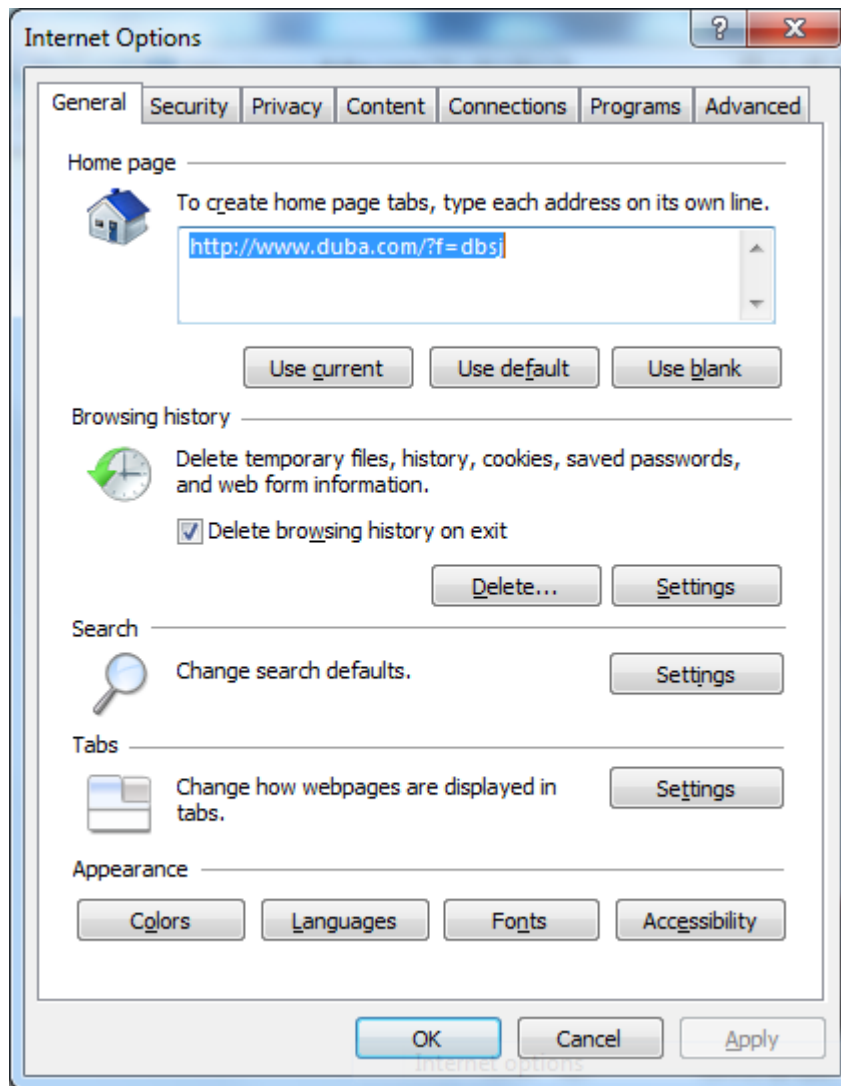 Internet Options
General Security Privacy Content Connections Programs Advanced
Home page
To create home page tabs, type each address on its own line.
http://www.duba.com/?f=dbsj
Use current Use default Use blank
Browsing history
Delete temporary files, history, cookies, saved passwords,
and web form information.
Delete browsing history on exit
Delete... Settings
Search
Change search defaults. Settings
Tabs
Change how webpages are displayed in
tabs.
Settings
Appearance
Colors Languages Fonts Accessibility
OK Cancel Apply
Internet options